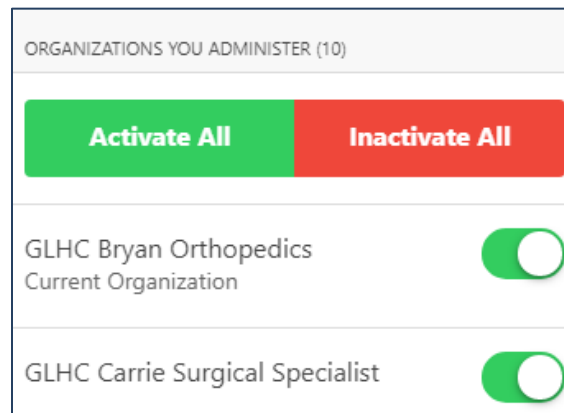 ORGANIZATIONS YOU ADMINISTER (10)
Activate All
Inactivate All
GLHC Bryan Orthopedics
Current Organization
GLHC Carrie Surgical Specialist